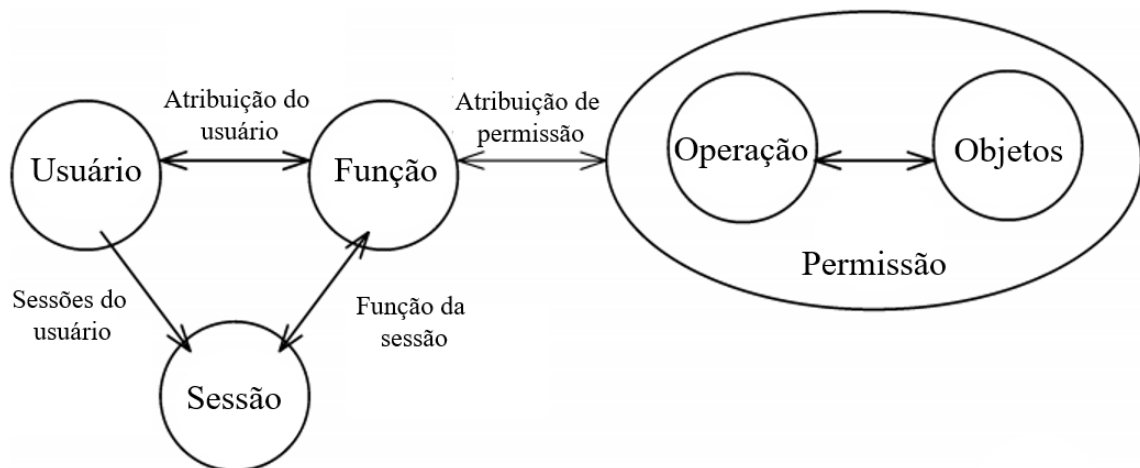 Atribuição do
usuário
Atribuição de
permissão
Usuário
Função
Operação
Objetos
Permissão
Sessões do
usuário
Função da
sessão
Sessão